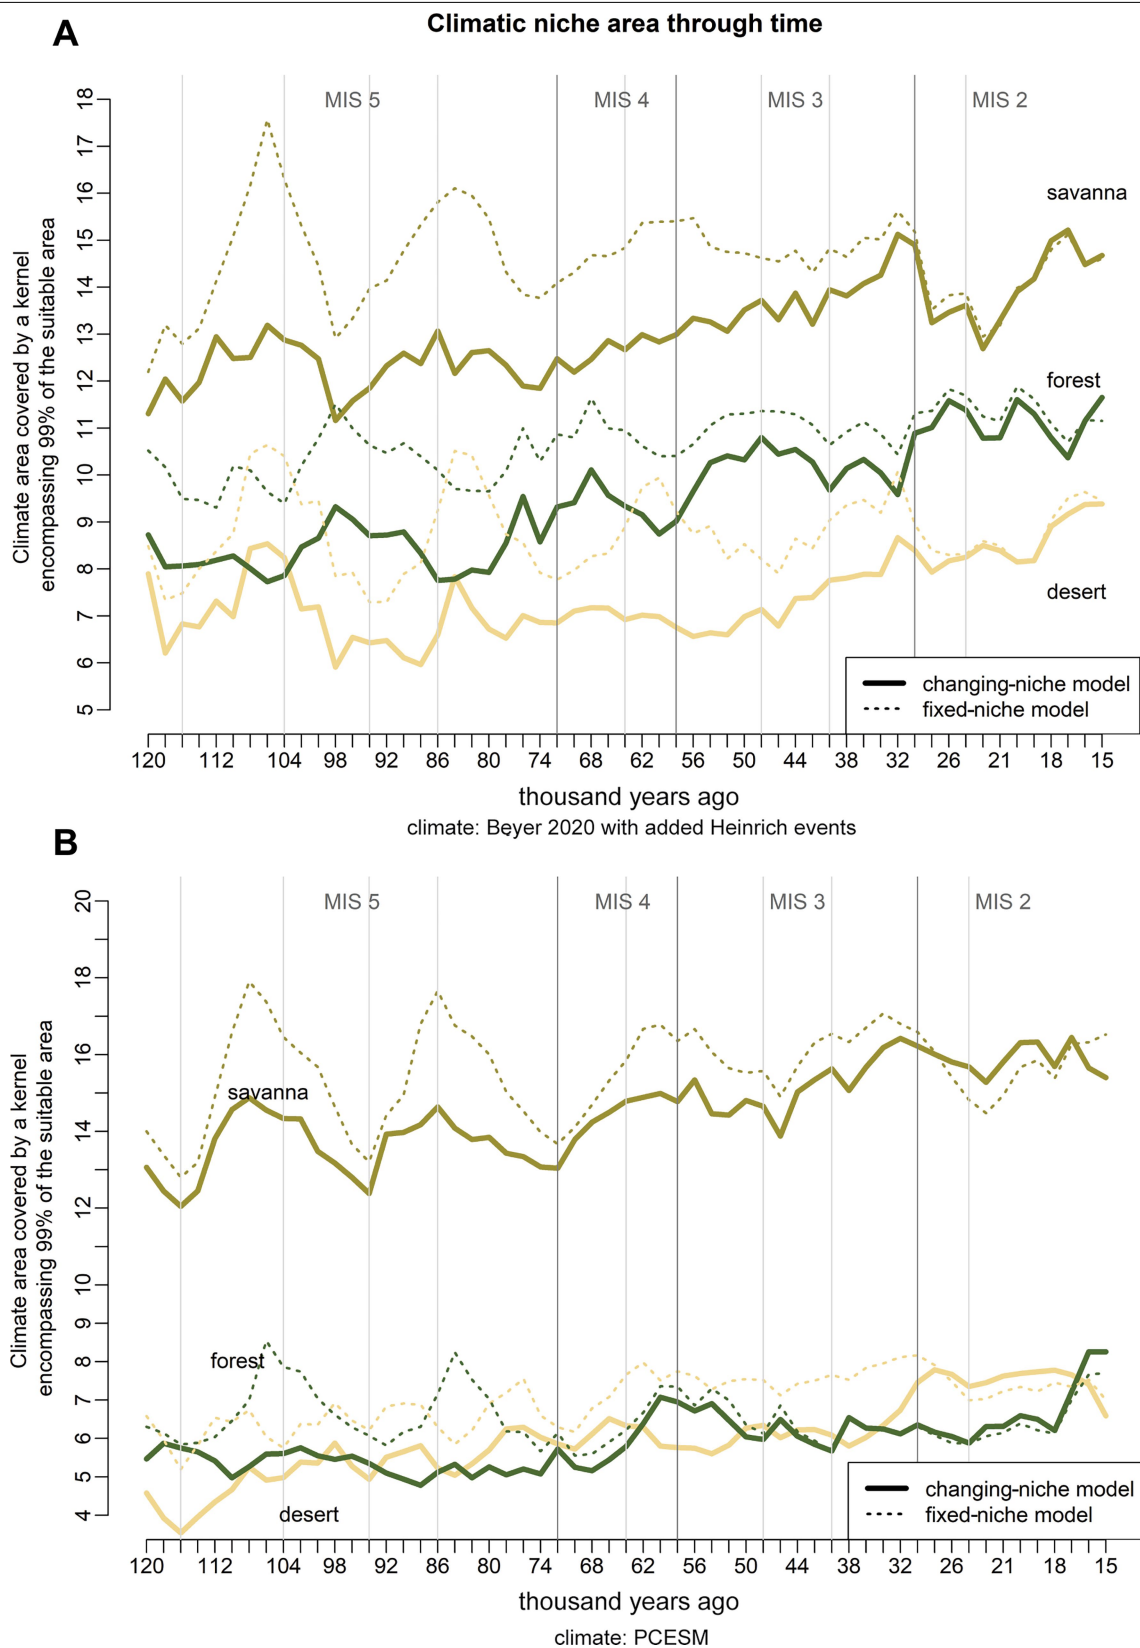 A
Climatic niche area through time
Climate area covered by a kernel
encompassing 99% of the suitable area
18
17
16
15
14
13
12
11
10
9
8
7
6
5
MIS 5
MIS 4
MIS 3
MIS 2
savanna
forest
desert
changing-niche model
fixed-niche model
120 112 104 98 92 86 80 74 68 62 56 50 44 38 32 26 21 18 15
thousand years ago
climate: Beyer 2020 with added Heinrich events
B
Climate area covered by a kernel
encompassing 99% of the suitable area
20
18
16
14
12
10
9
8
7
6
5
4
MIS 5
MIS 4
MIS 3
MIS 2
savanna
forest
desert
changing-niche model
fixed-niche model
120 112 104 98 92 86 80 74 68 62 56 50 44 38 32 26 21 18 15
thousand years ago
climate: PCESM